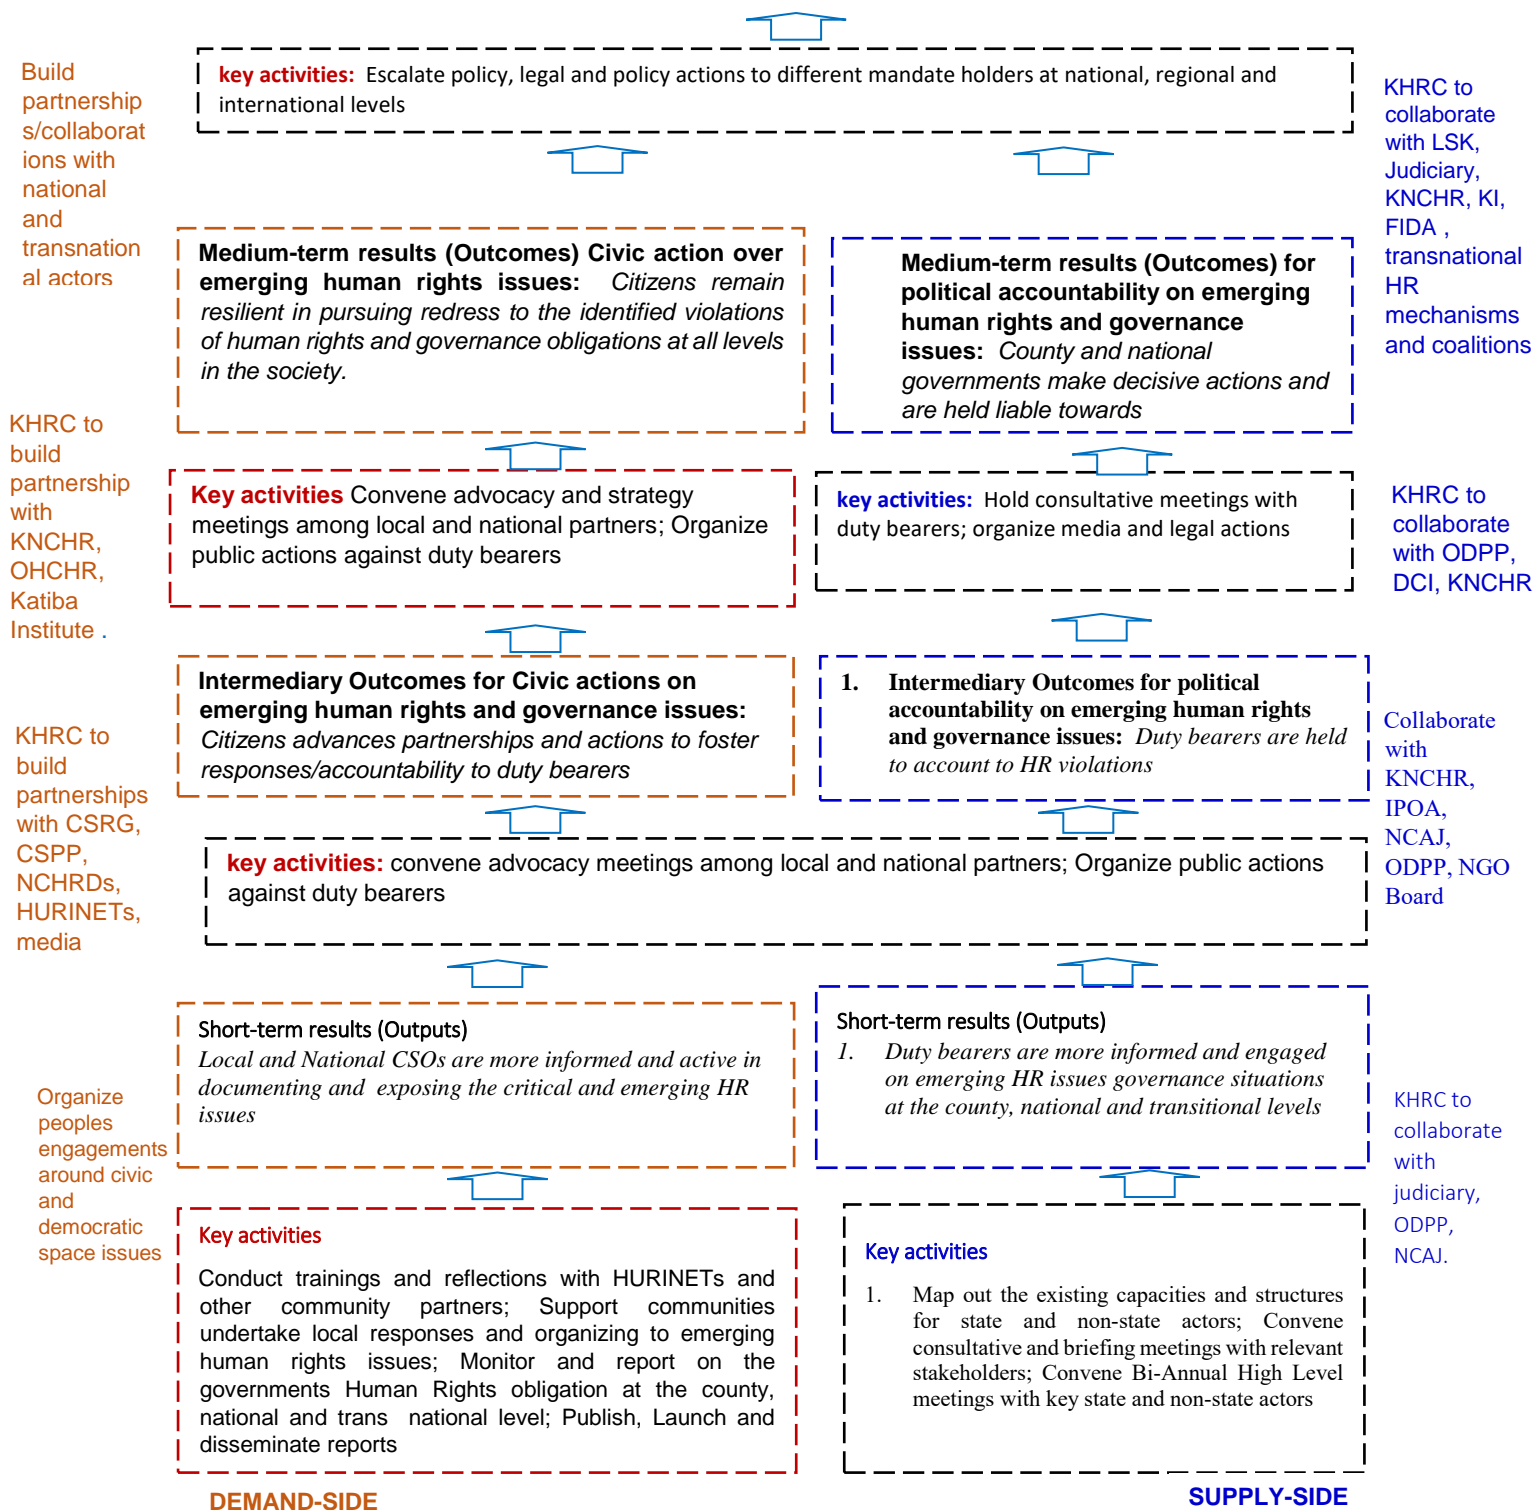 key activities: Escalate policy, legal and policy actions to different mandate holders at national, regional and
international levels
Build
partnership
s/collaborat
ions with
national
and
transnation
al actors
KHRC to
collaborate
with LSK,
Judiciary,
KNCHR, KI,
FIDA ,
transnational
HR
mechanisms
and coalitions
Medium-term results (Outcomes) Civic action over
emerging human rights issues: Citizens remain
resilient in pursuing redress to the identified violations
of human rights and governance obligations at all levels
in the society.
Medium-term results (Outcomes) for
political accountability on emerging
human rights and governance
issues: County and national
governments make decisive actions and
are held liable towards
KHRC to
build
partnership
with
KNCHR,
OHCHR,
Katiba
Institute .
Key activities Convene advocacy and strategy
meetings among local and national partners; Organize
public actions against duty bearers
key activities: Hold consultative meetings with
duty bearers; organize media and legal actions
KHRC to
collaborate
with ODPP,
DCI, KNCHR
Intermediary Outcomes for Civic actions on
emerging human rights and governance issues:
Citizens advances partnerships and actions to foster
responses/accountability to duty bearers
1. Intermediary Outcomes for political
accountability on emerging human rights
and governance issues: Duty bearers are held
to account to HR violations
KHRC to
build
partnerships
with CSRG,
CSPP,
NCHRDs,
HURINETs,
media
Collaborate
with
KNCHR,
IPOA,
NCAJ,
ODPP, NGO
Board
key activities: convene advocacy meetings among local and national partners; Organize public actions
against duty bearers
Short-term results (Outputs)
Local and National CSOs are more informed and active in
documenting and exposing the critical and emerging HR
issues
Short-term results (Outputs)
1. Duty bearers are more informed and engaged
on emerging HR issues governance situations
at the county, national and transitional levels
Organize
peoples
engagements
around civic
and
democratic
space issues
KHRC to
collaborate
with
judiciary,
ODPP,
NCAJ.
Key activities
Conduct trainings and reflections with HURINETs and
other community partners; Support communities
undertake local responses and organizing to emerging
human rights issues; Monitor and report on the
governments Human Rights obligation at the county,
national and trans national level; Publish, Launch and
disseminate reports
Key activities
1. Map out the existing capacities and structures
for state and non-state actors; Convene
consultative and briefing meetings with relevant
stakeholders; Convene Bi-Annual High Level
meetings with key state and non-state actors
DEMAND-SIDE
SUPPLY-SIDE